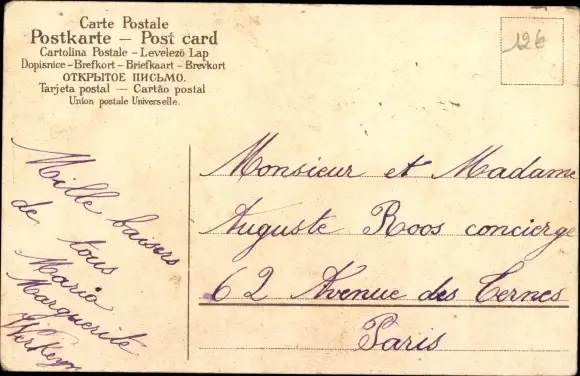 Carte Postale
Postkarte – Post card
Cartolina Postale – Levelező Lap
Dopisnice – Brefkort – Briefkaart – Brevkort
ОТКРЫТОЕ ПИСЬМО.
Tarjeta postal – Cartão postal
Union postale Universelle.
12€
Mille baisers
de tous
Maria
Marguerite
Monsieur et Madame
Auguste Roos concierge
62 Avenue des Ternes
Paris